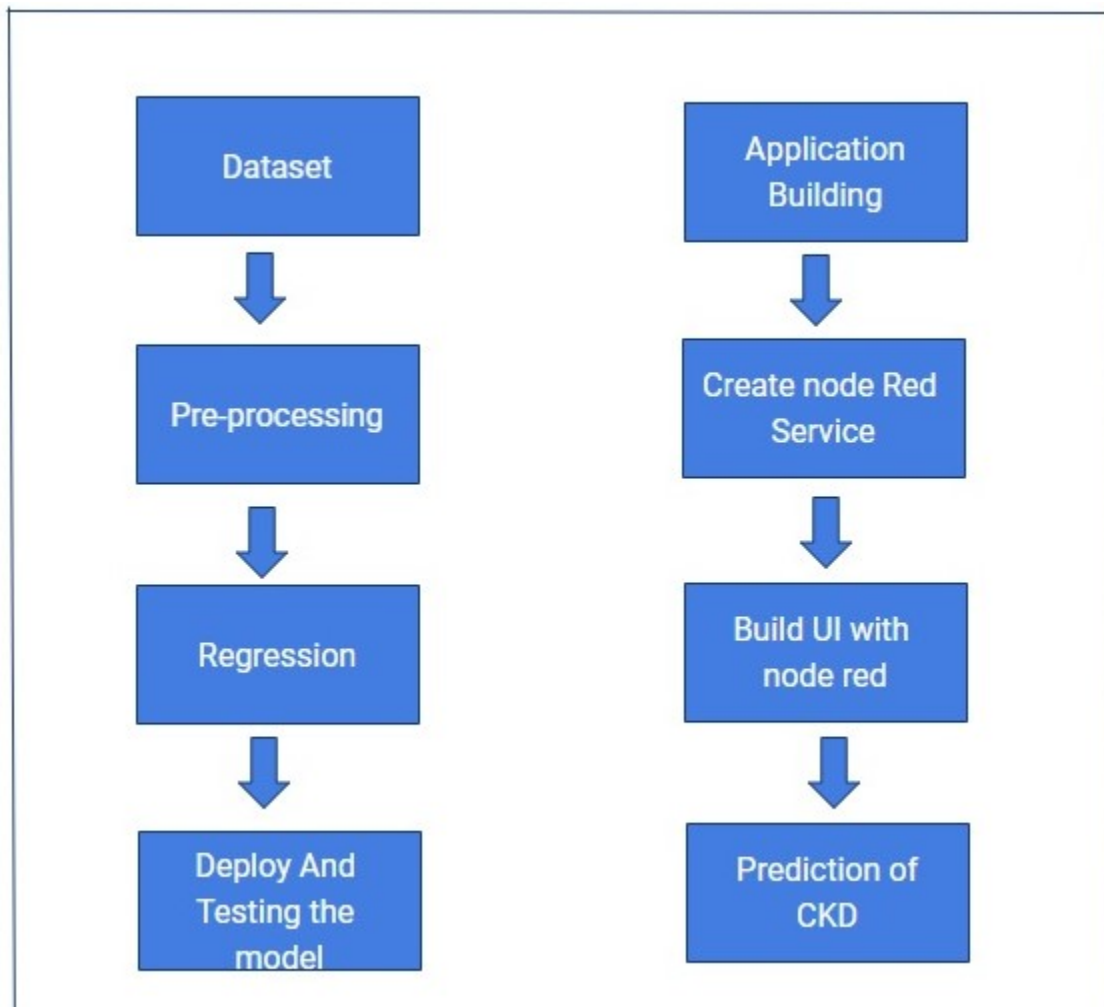 Dataset
Pre-processing
Regression
Deploy And
Testing the
model
Application
Building
Create node Red
Service
Build UI with
node red
Prediction of
CKD